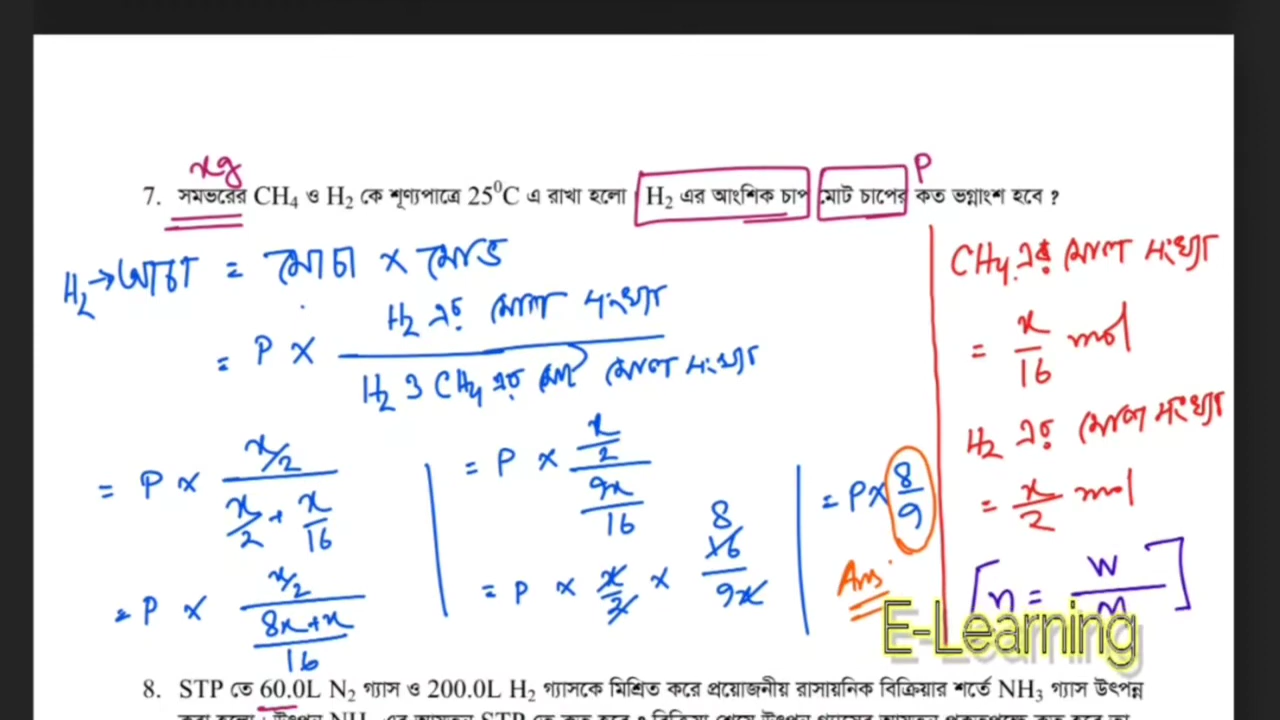 xg
P
7. সমভরের CH₄ ও H₂ কে শূণ্যপাত্রে 25⁰C এ রাখা হলো। H₂ এর আংশিক চাপ মোট চাপের কত ভগ্নাংশ হবে ?
H₂ → আচা = মোচা × মোভ
= P × H₂ এর মোল সংখ্যা / H₂ ও CH₄ এর মোল সংখ্যা
= P × (x/2) / (x/2 + x/16)
= P × (x/2) / ((8x+x)/16)
= P × (x/2) / (9x/16)
= P × x/2 × 16/9x
8
= P × 8/9
Ans
CH₄ এর মোল সংখ্যা
= x/16 mol
H₂ এর মোল সংখ্যা
= x/2 mol
[n = W/M]
E-Learning
8. STP তে 60.0L N₂ গ্যাস ও 200.0L H₂ গ্যাসকে মিশ্রিত করে প্রয়োজনীয় রাসায়নিক বিক্রিয়ার শর্তে NH₃ গ্যাস উৎপন্ন